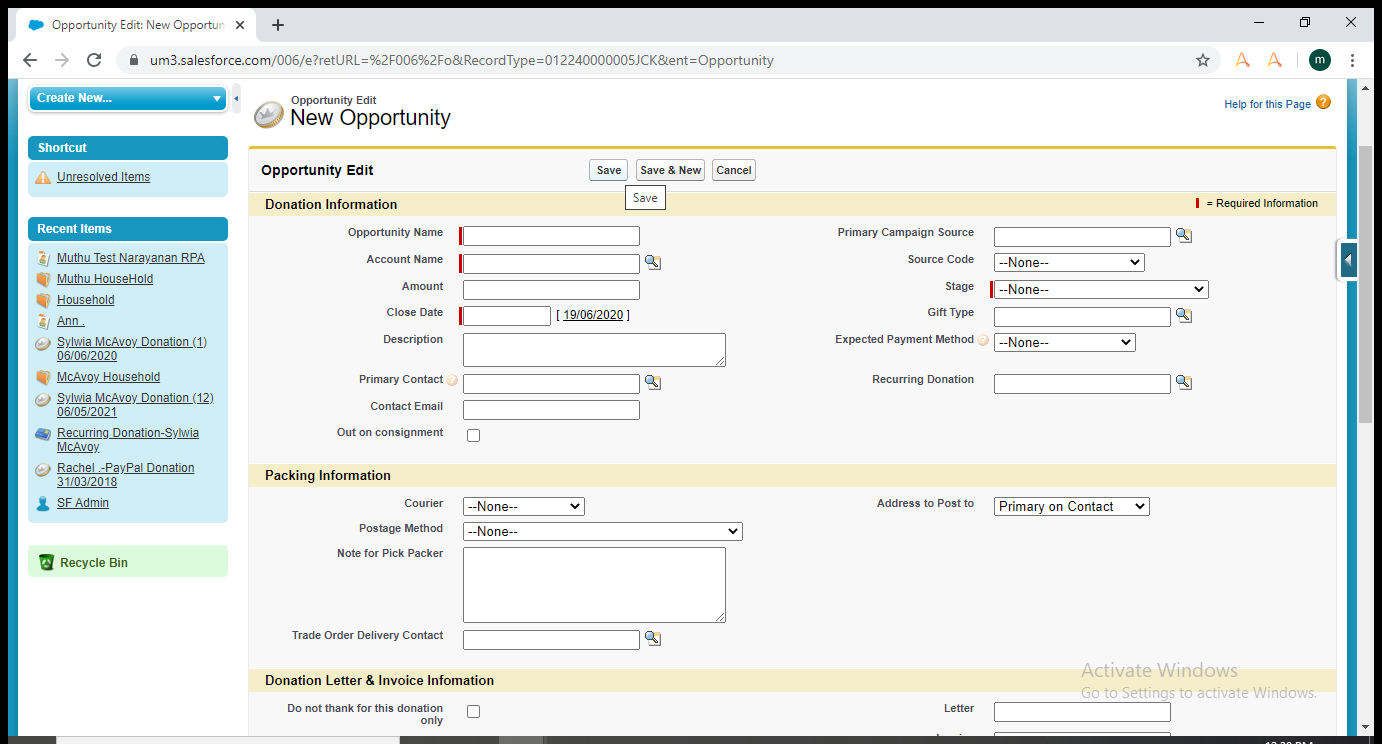 Opportunity Edit: New Opportun
um3.salesforce.com/006/e?retURL=%2F006%2Fo&RecordType=012240000005JCK&ent=Opportunity
m
Create New...
Shortcut
Unresolved Items
Recent Items
Muthu Test Narayanan RPA
Muthu HouseHold
Household
Ann .
Sylwia McAvoy Donation (1)
06/06/2020
McAvoy Household
Sylwia McAvoy Donation (12)
06/05/2021
Recurring Donation-Sylwia
McAvoy
Rachel .-PayPal Donation
31/03/2018
SF Admin
Recycle Bin
Opportunity Edit
New Opportunity
Help for this Page ?
Opportunity Edit
Save
Save & New
Cancel
Save
Donation Information
= Required Information
Opportunity Name
Primary Campaign Source
Account Name
Source Code
--None--
Amount
Stage
--None--
Close Date
[ 19/06/2020 ]
Gift Type
Description
Expected Payment Method
--None--
Primary Contact
Recurring Donation
Contact Email
Out on consignment
Packing Information
Courier
--None--
Address to Post to
Primary on Contact
Postage Method
--None--
Note for Pick Packer
Trade Order Delivery Contact
Donation Letter & Invoice Infomation
Do not thank for this donation
only
Letter
Activate Windows
Go to Settings to activate Windows.